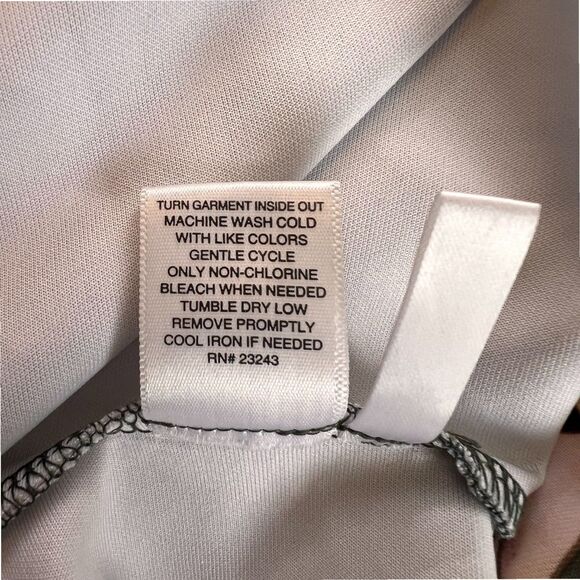 TURN GARMENT INSIDE OUT
MACHINE WASH COLD
WITH LIKE COLORS
GENTLE CYCLE
ONLY NON-CHLORINE
BLEACH WHEN NEEDED
TUMBLE DRY LOW
REMOVE PROMPTLY
COOL IRON IF NEEDED
RN# 23243